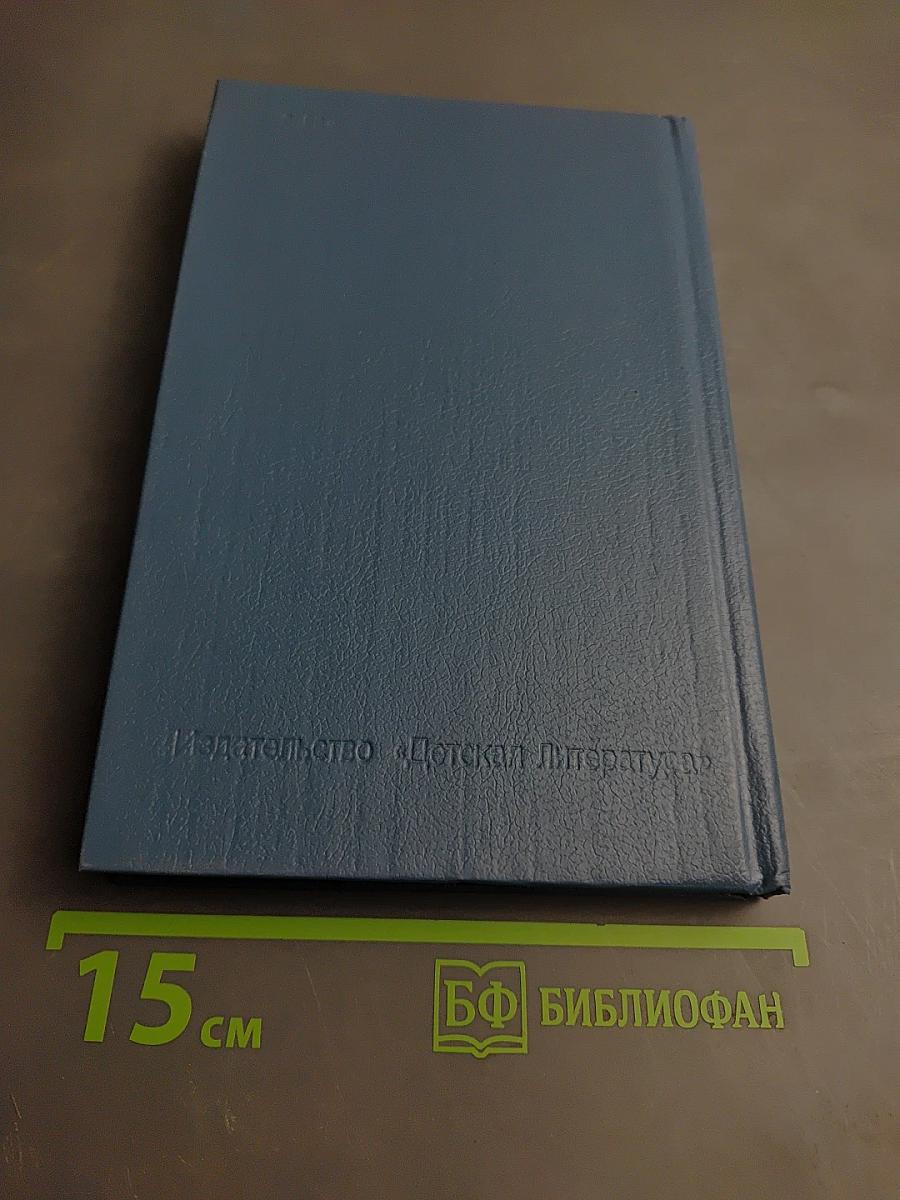 Издательство «Детская Литература»
15 см
БФ БИБЛИОФАН